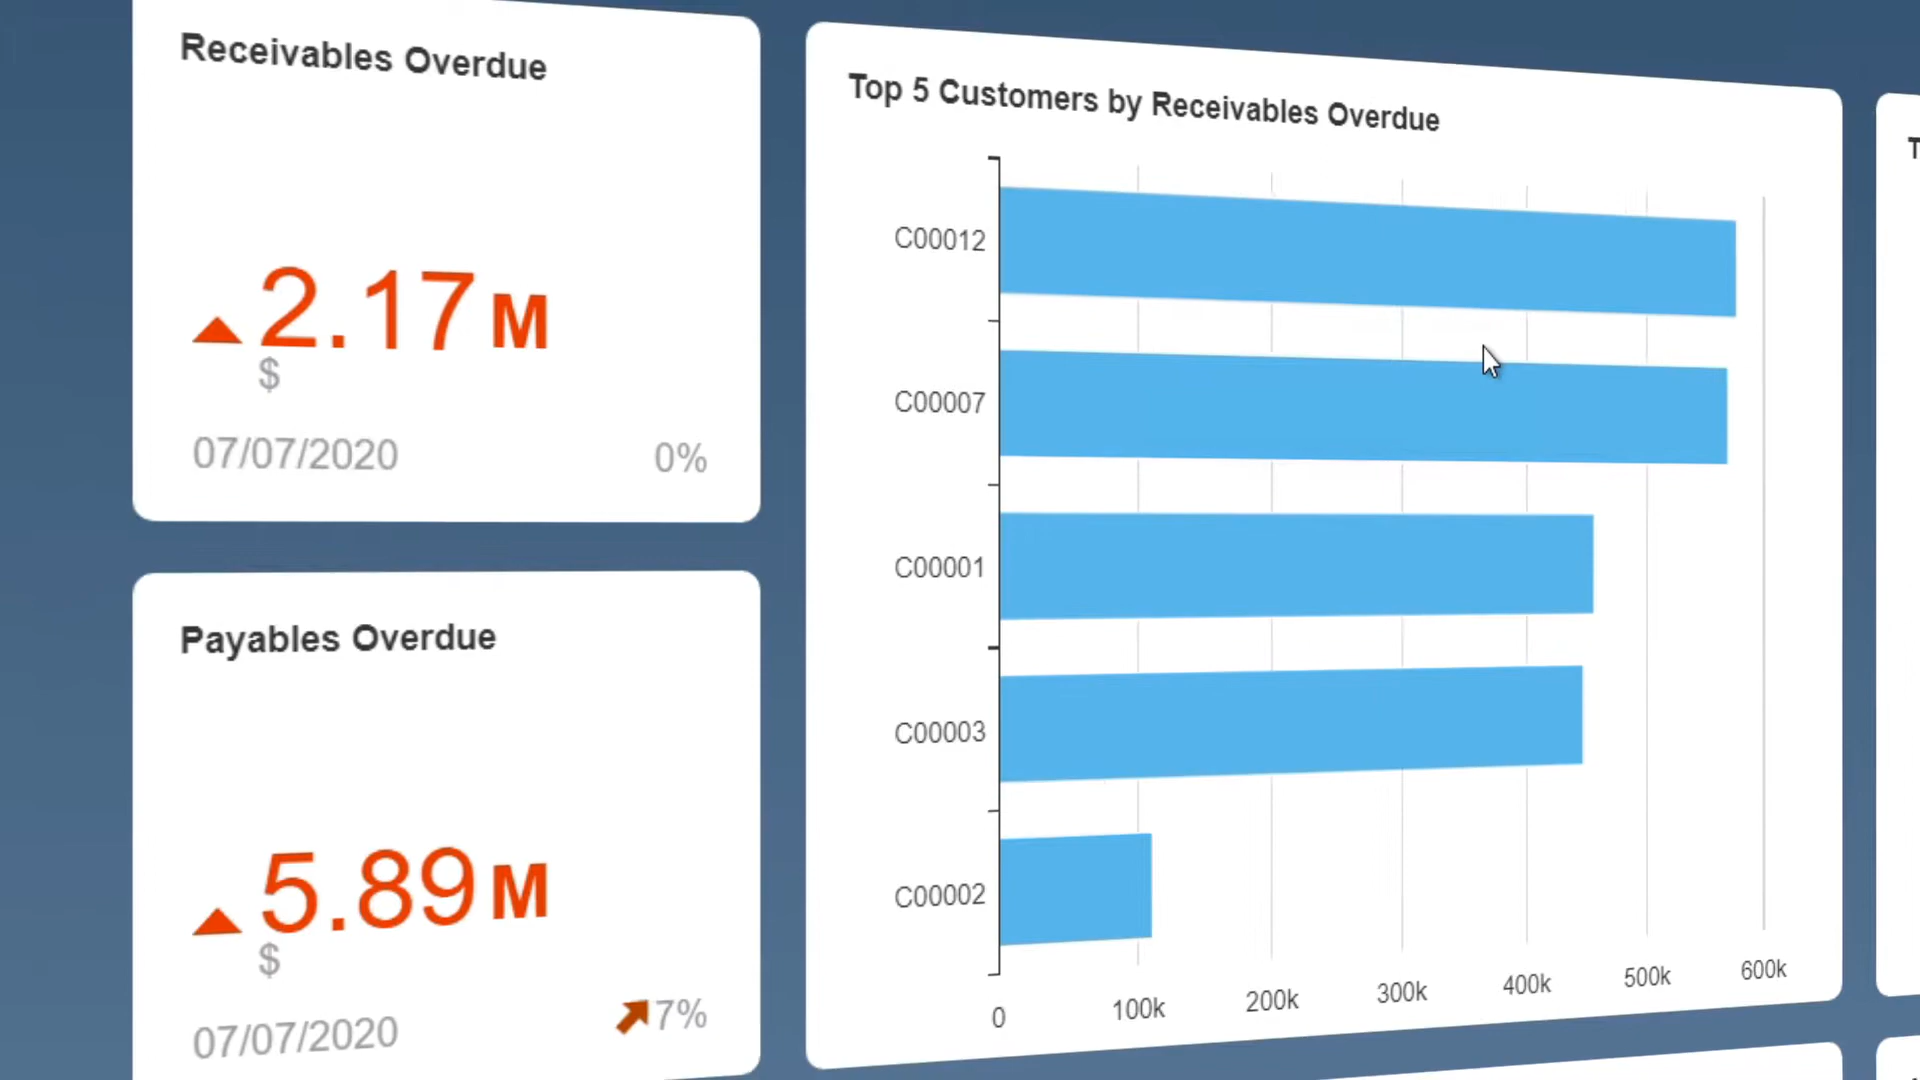 Receivables Overdue
2.17 M
$
07/07/2020 0%
Payables Overdue
5.89 M
$
07/07/2020 7%
Top 5 Customers by Receivables Overdue
C00012
C00007
C00001
C00003
C00002
0 100k 200k 300k 400k 500k 600k
T